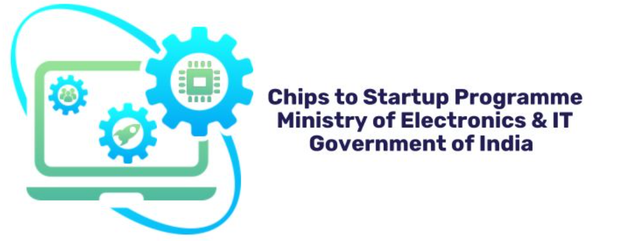 Chips to Startup Programme
Ministry of Electronics & IT
Government of India